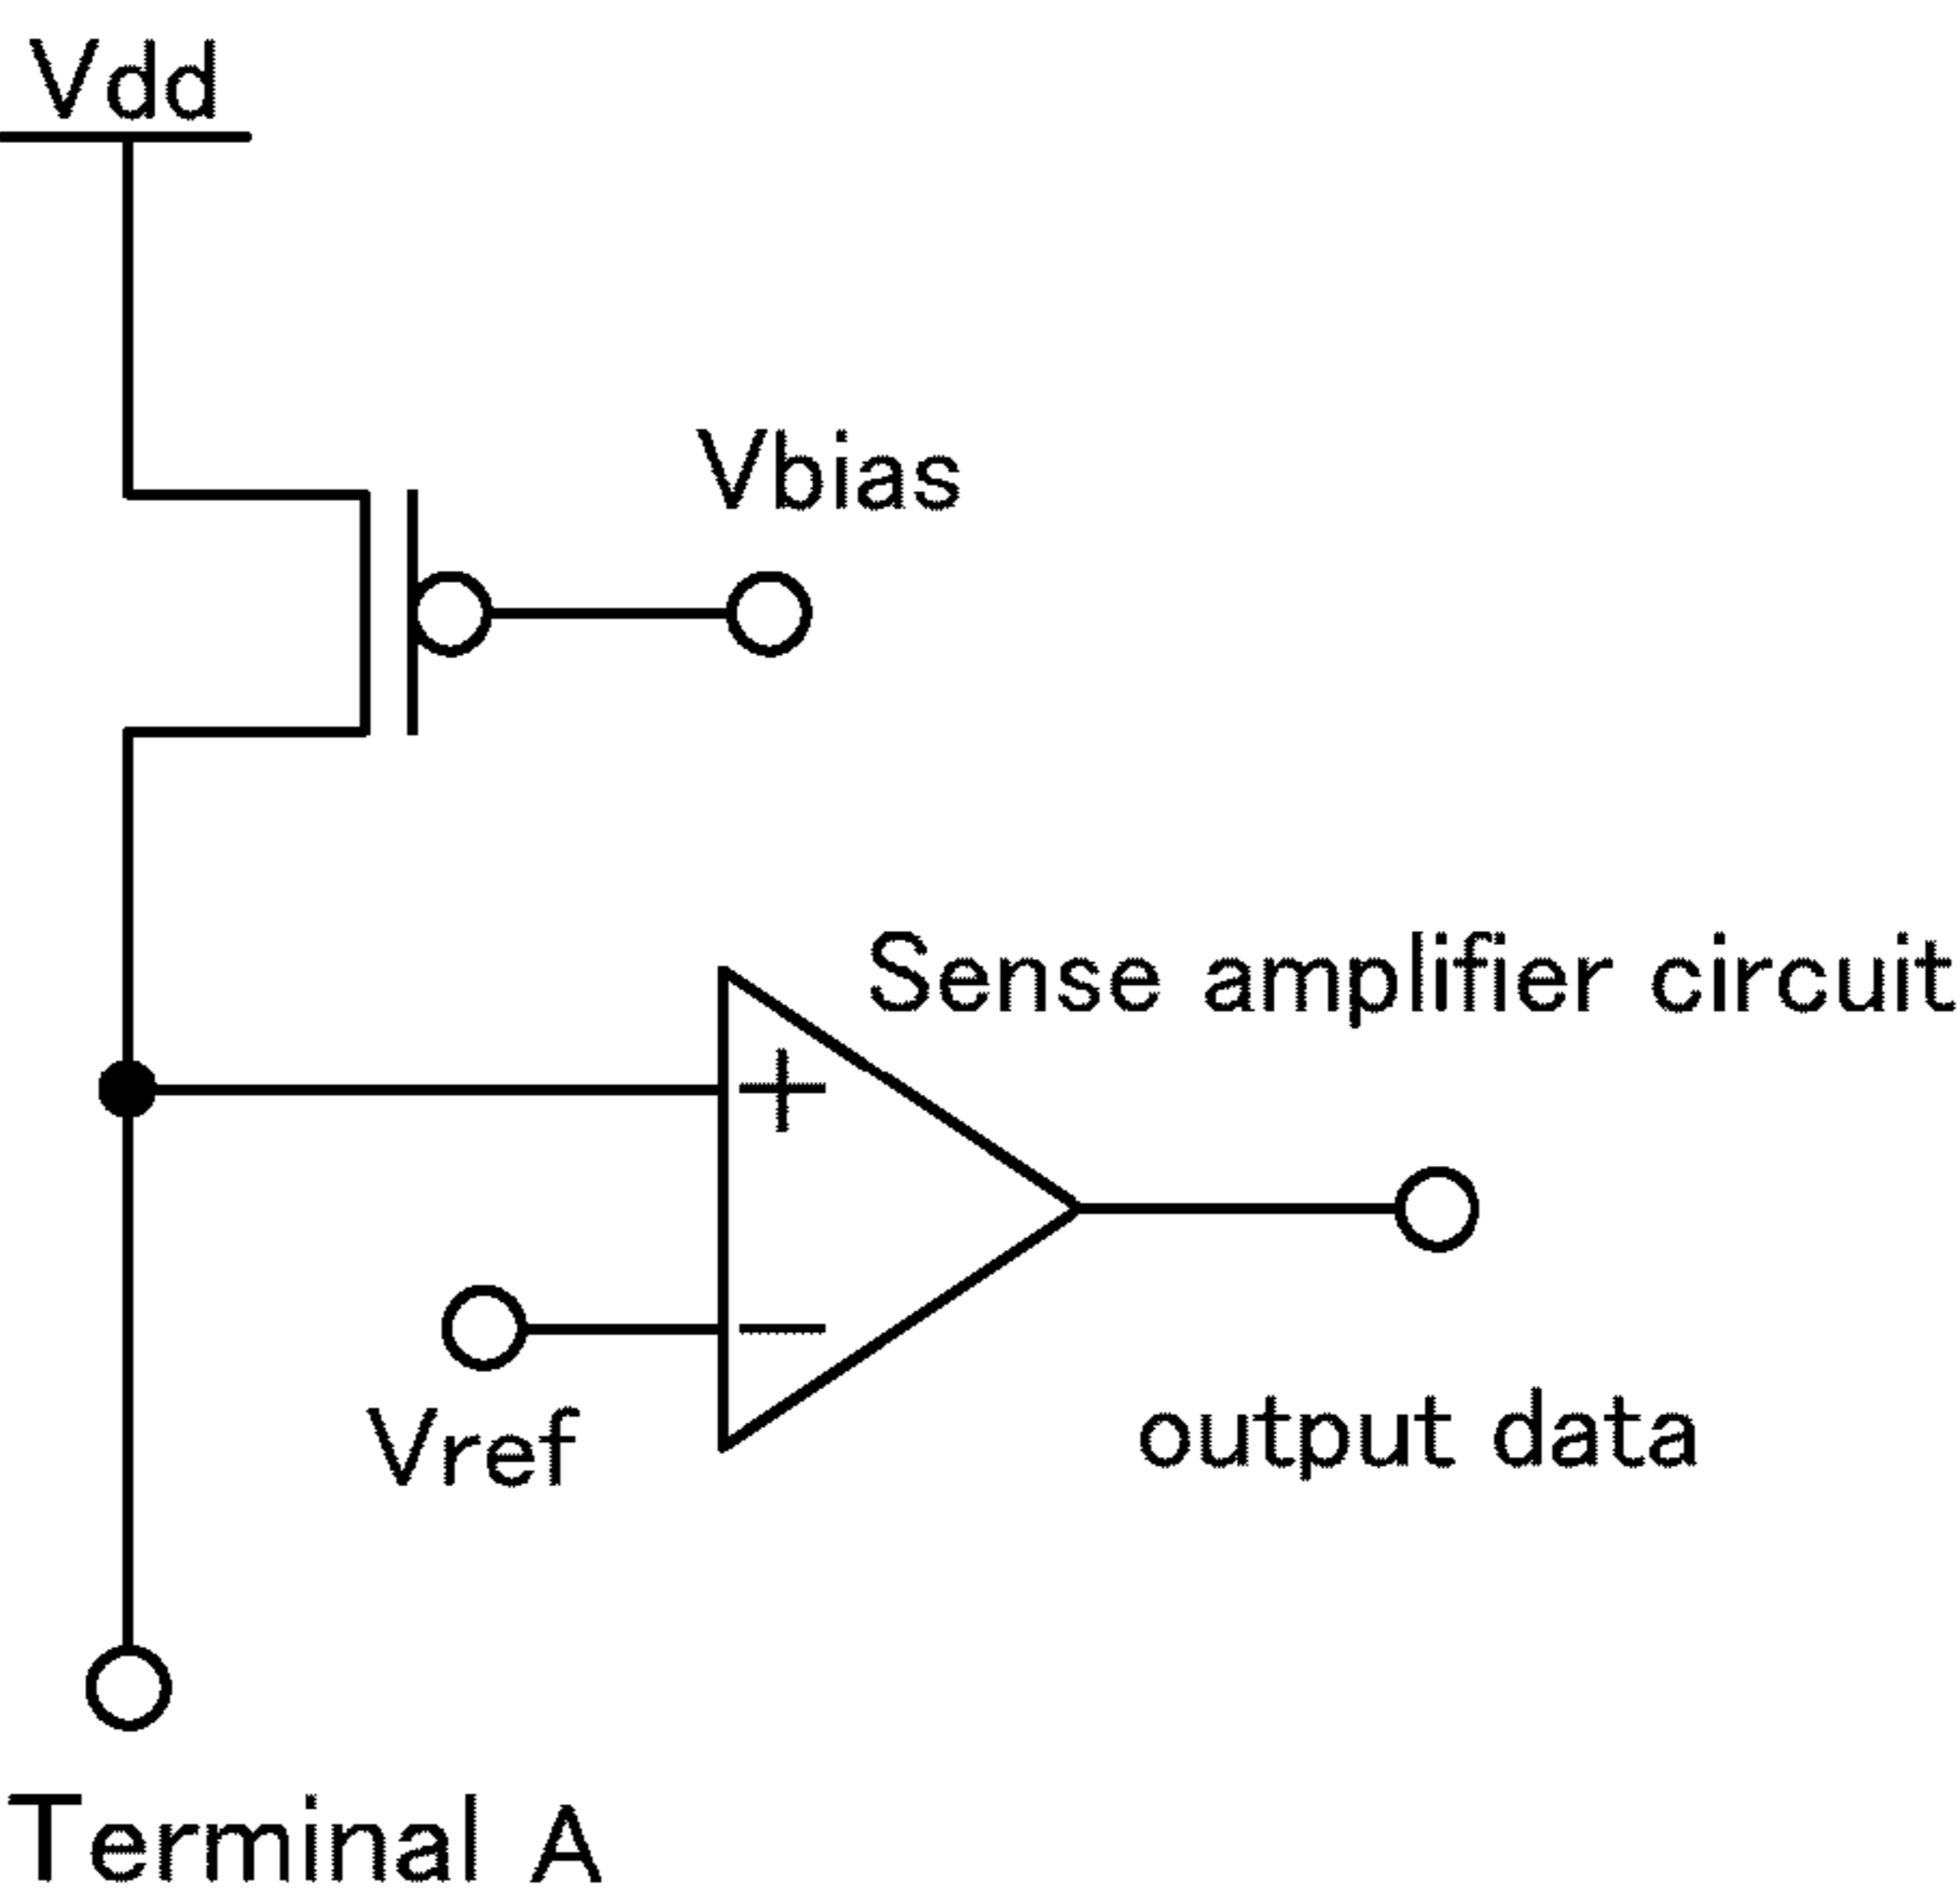 Vdd
Vbias
Sense amplifier circuit
+
−
Vref
output data
Terminal A